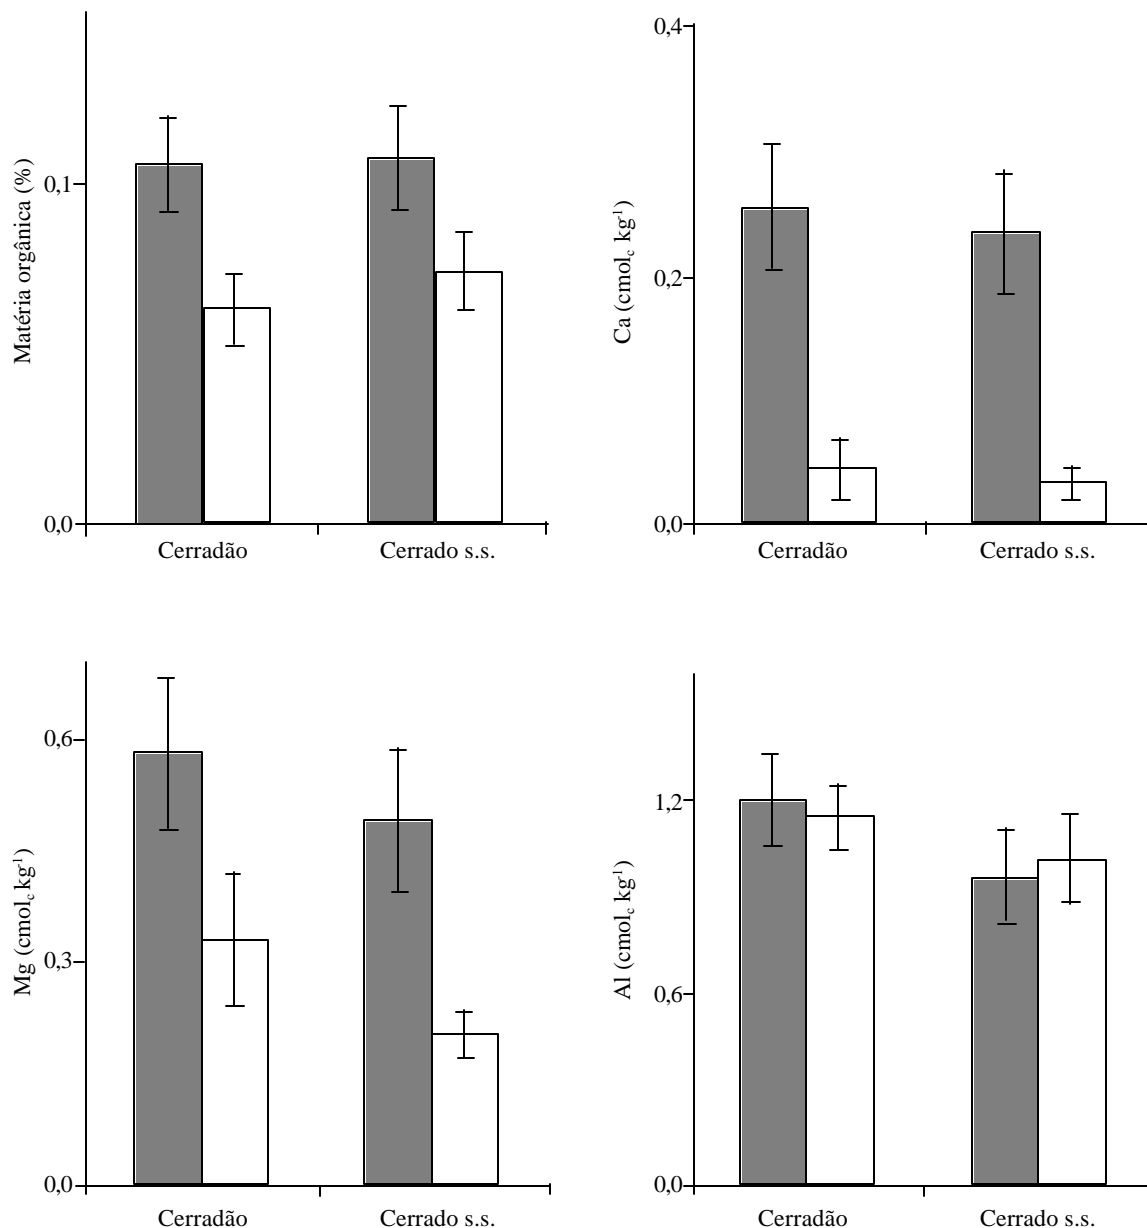 Matéria orgânica (%)
0,1
0,0
Cerradão
Cerrado s.s.
Ca (cmolc kg-1)
0,4
0,2
0,0
Cerradão
Cerrado s.s.
Mg (cmolc kg-1)
0,6
0,3
0,0
Cerradão
Cerrado s.s.
Al (cmolc kg-1)
1,2
0,6
0,0
Cerradão
Cerrado s.s.